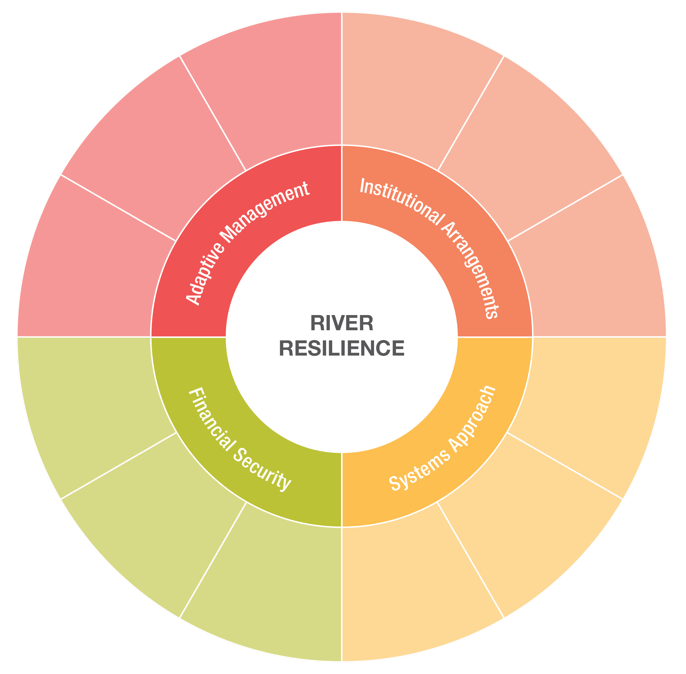 Adaptive Management
Institutional Arrangements
RIVER
RESILIENCE
Financial Security
Systems Approach